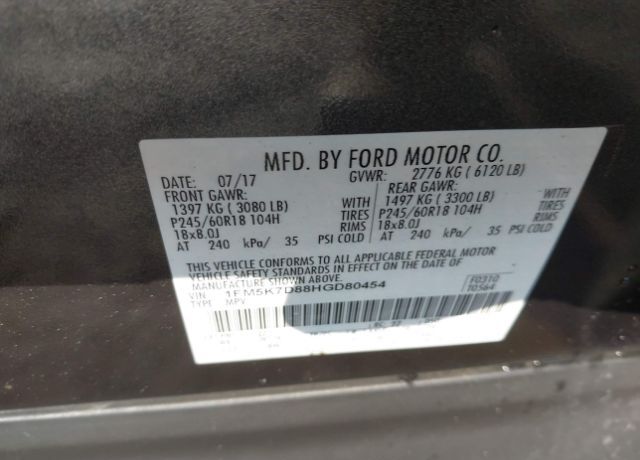 MFD. BY FORD MOTOR CO.
DATE: 07/17 GVWR: 2776 KG ( 6120 LB)
FRONT GAWR: REAR GAWR:
1397 KG ( 3080 LB) WITH 1497 KG ( 3300 LB) WITH
P245/60R18 104H TIRES P245/60R18 104H TIRES
18x8.0J RIMS 18x8.0J RIMS
AT 240 kPa/ 35 PSI COLD AT 240 kPa/ 35 PSI COLD
THIS VEHICLE CONFORMS TO ALL APPLICABLE FEDERAL MOTOR
VEHICLE SAFETY STANDARDS IN EFFECT ON THE DATE OF
MANUFACTURE SHOWN ABOVE.
VIN 1FM5K7D88HGD80454 F0310
TYPE MPV T0564